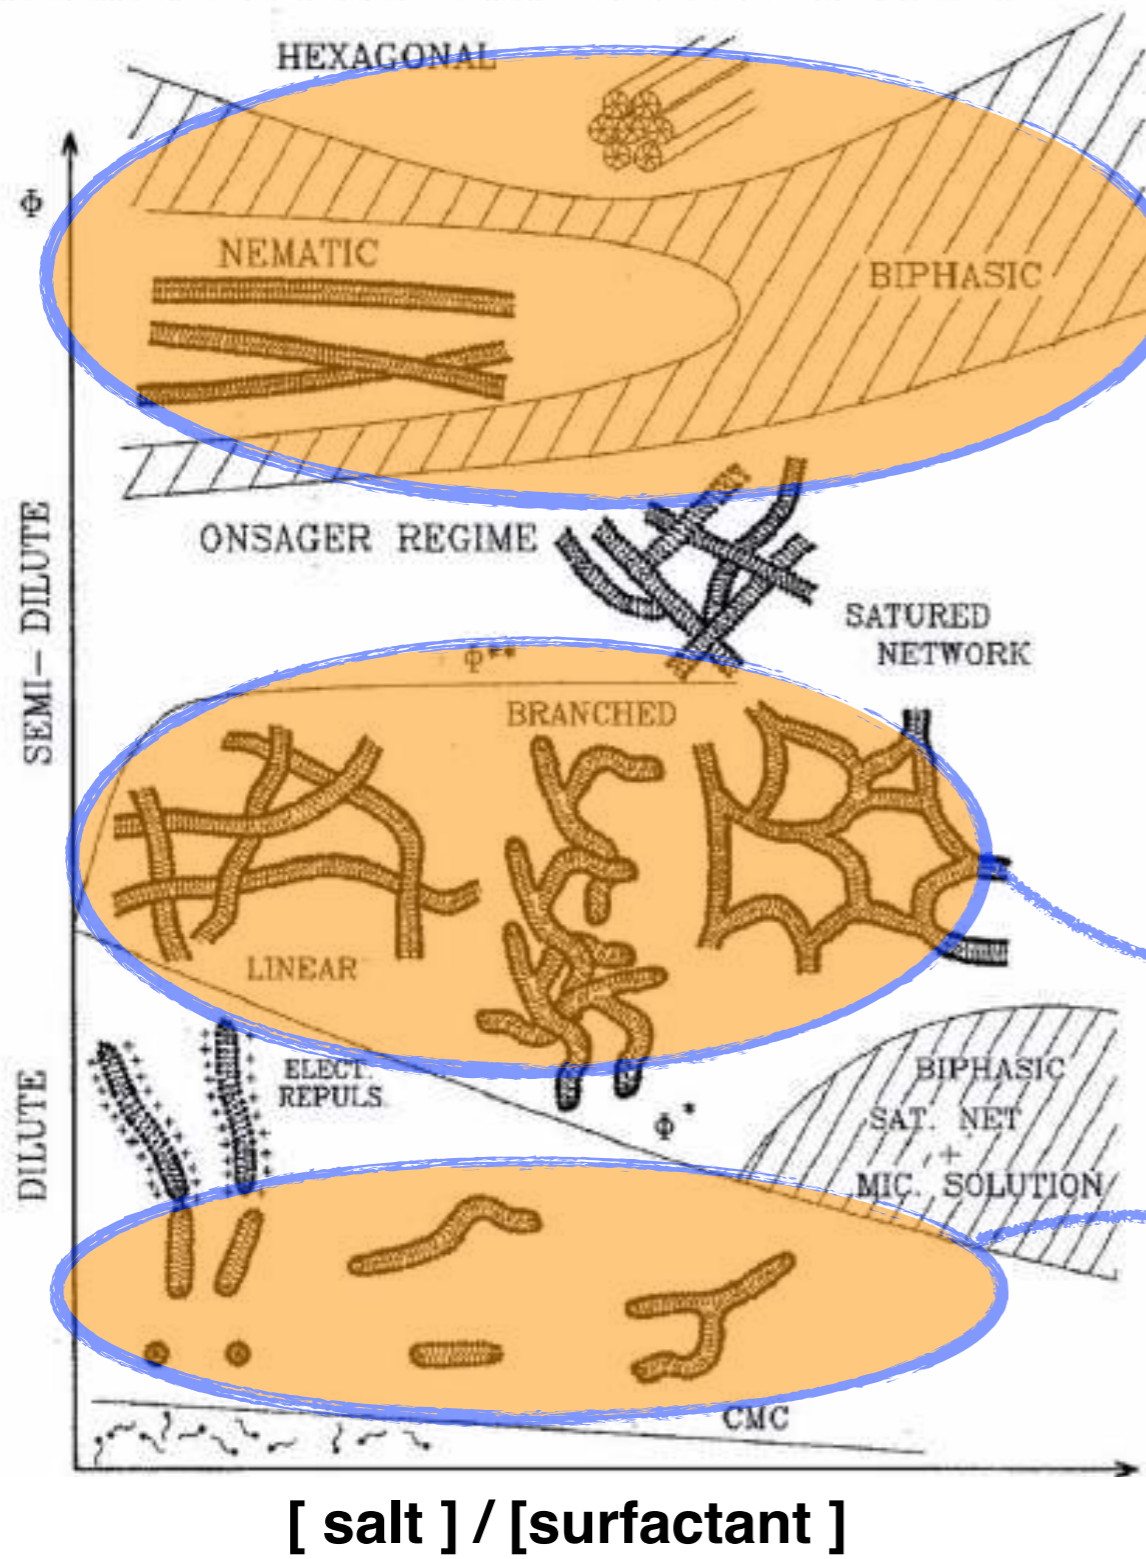 HEXAGONAL
Φ
NEMATIC
BIPHASIC
ONSAGER REGIME
SATURED
NETWORK
SEMI-DILUTE
Φ**
BRANCHED
LINEAR
ELECT.
REPULS.
BIPHASIC
SAT. NET
+
MIC. SOLUTION
Φ*
DILUTE
CMC
[ salt ] / [surfactant ]